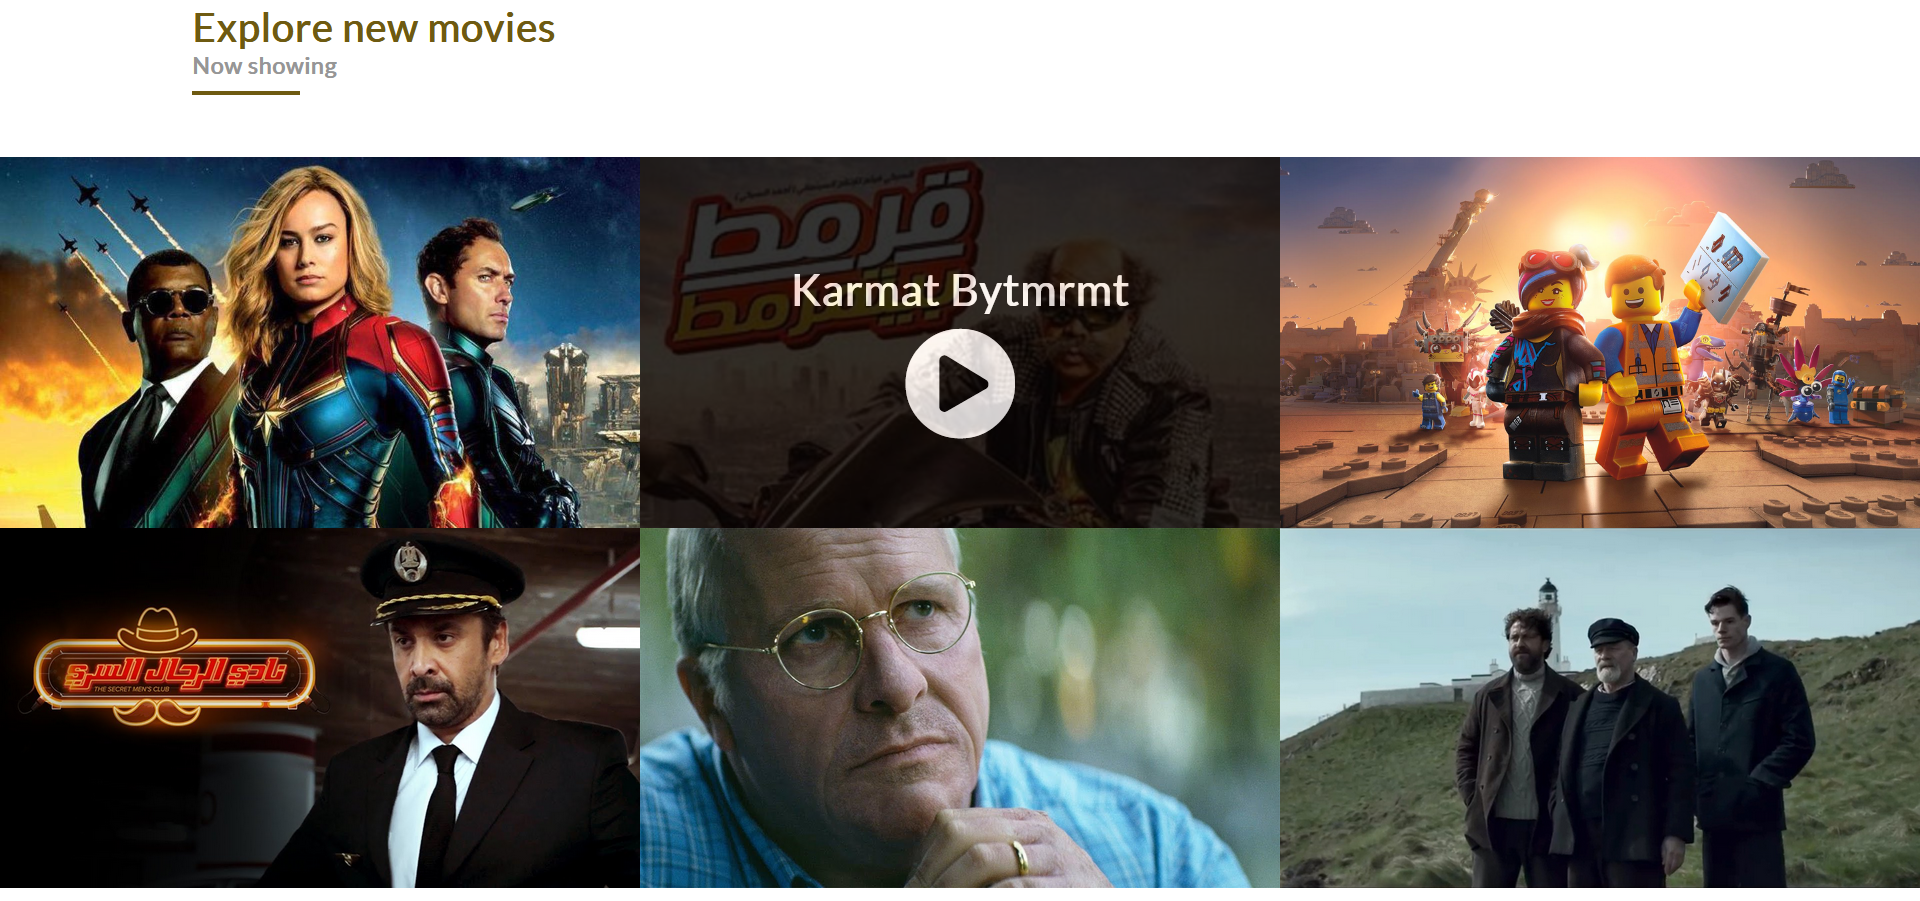 Explore new movies
Now showing
قرمط
بيتمرمط
Karmat Bytmrmt
نادي الرجال السري
THE SECRET MEN'S CLUB